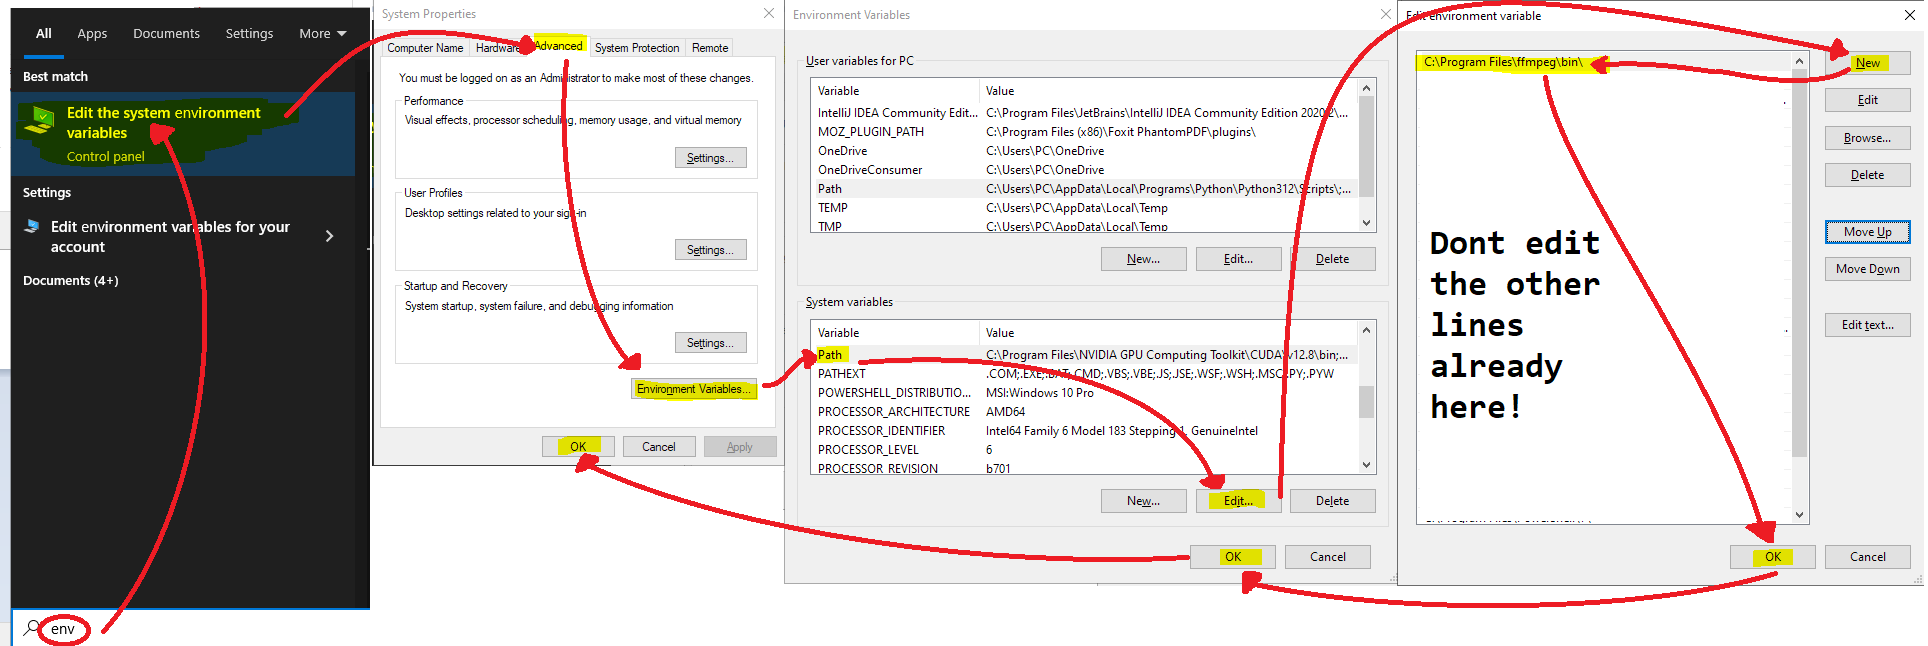 All Apps Documents Settings More
Best match
Edit the system environment
variables
Control panel
Settings
Edit environment variables for your
account
Documents (4+)
env
System Properties
Computer Name Hardware Advanced System Protection Remote
You must be logged on as an Administrator to make most of these changes.
Performance
Visual effects, processor scheduling, memory usage, and virtual memory
Settings...
User Profiles
Desktop settings related to your sign-in
Settings...
Startup and Recovery
System startup, system failure, and debugging information
Settings...
Environment Variables...
OK Cancel Apply
Environment Variables
User variables for PC
Variable Value
IntelliJ IDEA Community Edit... C:\Program Files\JetBrains\IntelliJ IDEA Community Edition 2020.2\...
MOZ_PLUGIN_PATH C:\Program Files (x86)\Foxit PhantomPDF\plugins\
OneDrive C:\Users\PC\OneDrive
OneDriveConsumer C:\Users\PC\OneDrive
Path C:\Users\PC\AppData\Local\Programs\Python\Python312\Scripts\;...
TEMP C:\Users\PC\AppData\Local\Temp
TMP C:\Users\PC\AppData\Local\Temp
New... Edit... Delete
System variables
Variable Value
Path C:\Program Files\NVIDIA GPU Computing Toolkit\CUDA\v12.8\bin;...
PATHEXT .COM;.EXE;.BAT;.CMD;.VBS;.VBE;.JS;.JSE;.WSF;.WSH;.MSC;.PY;.PYW
POWERSHELL_DISTRIBUTIO... MSI:Windows 10 Pro
PROCESSOR_ARCHITECTURE AMD64
PROCESSOR_IDENTIFIER Intel64 Family 6 Model 183 Stepping 1, GenuineIntel
PROCESSOR_LEVEL 6
PROCESSOR_REVISION b701
New... Edit... Delete
OK Cancel
Edit environment variable
C:\Program Files\ffmpeg\bin\
Dont edit
the other
lines
already
here!
New
Edit
Browse...
Delete
Move Up
Move Down
Edit text...
OK Cancel